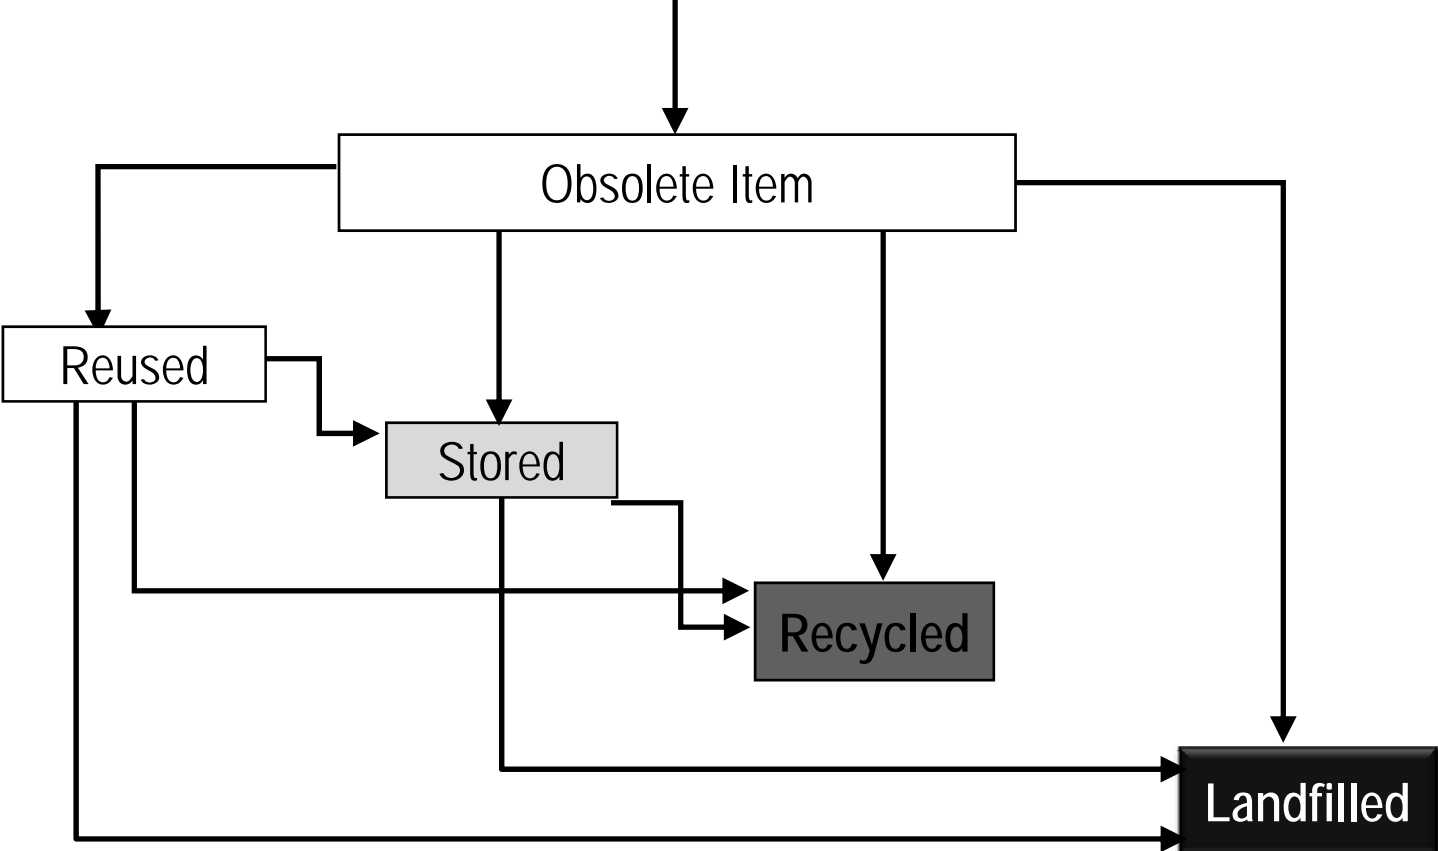 Obsolete Item
Reused
Stored
Recycled
Landfilled